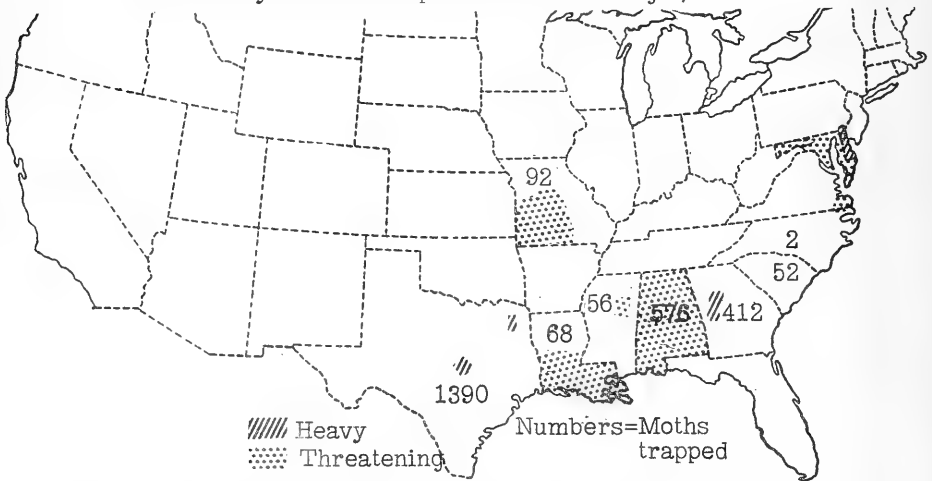 92
2
52
56
576
412
68
1390
Heavy
Threatening
Numbers=Moths
trapped